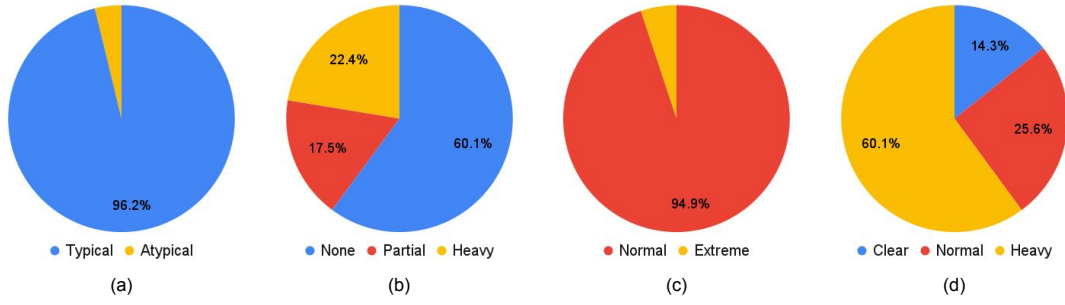 96.2%
Typical Atypical
(a)
22.4%
17.5%
60.1%
None Partial Heavy
(b)
94.9%
Normal Extreme
(c)
14.3%
25.6%
60.1%
Clear Normal Heavy
(d)